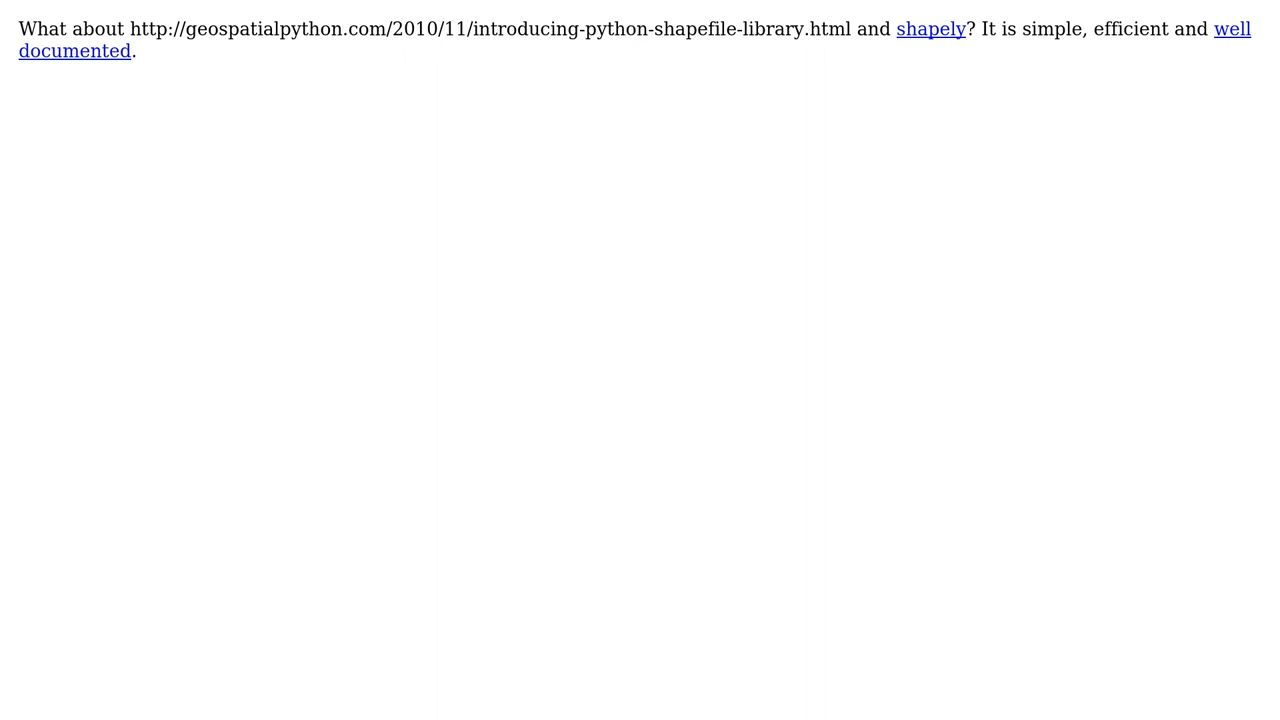 What about http://geospatialpython.com/2010/11/introducing-python-shapefile-library.html and shapely? It is simple, efficient and well
documented.